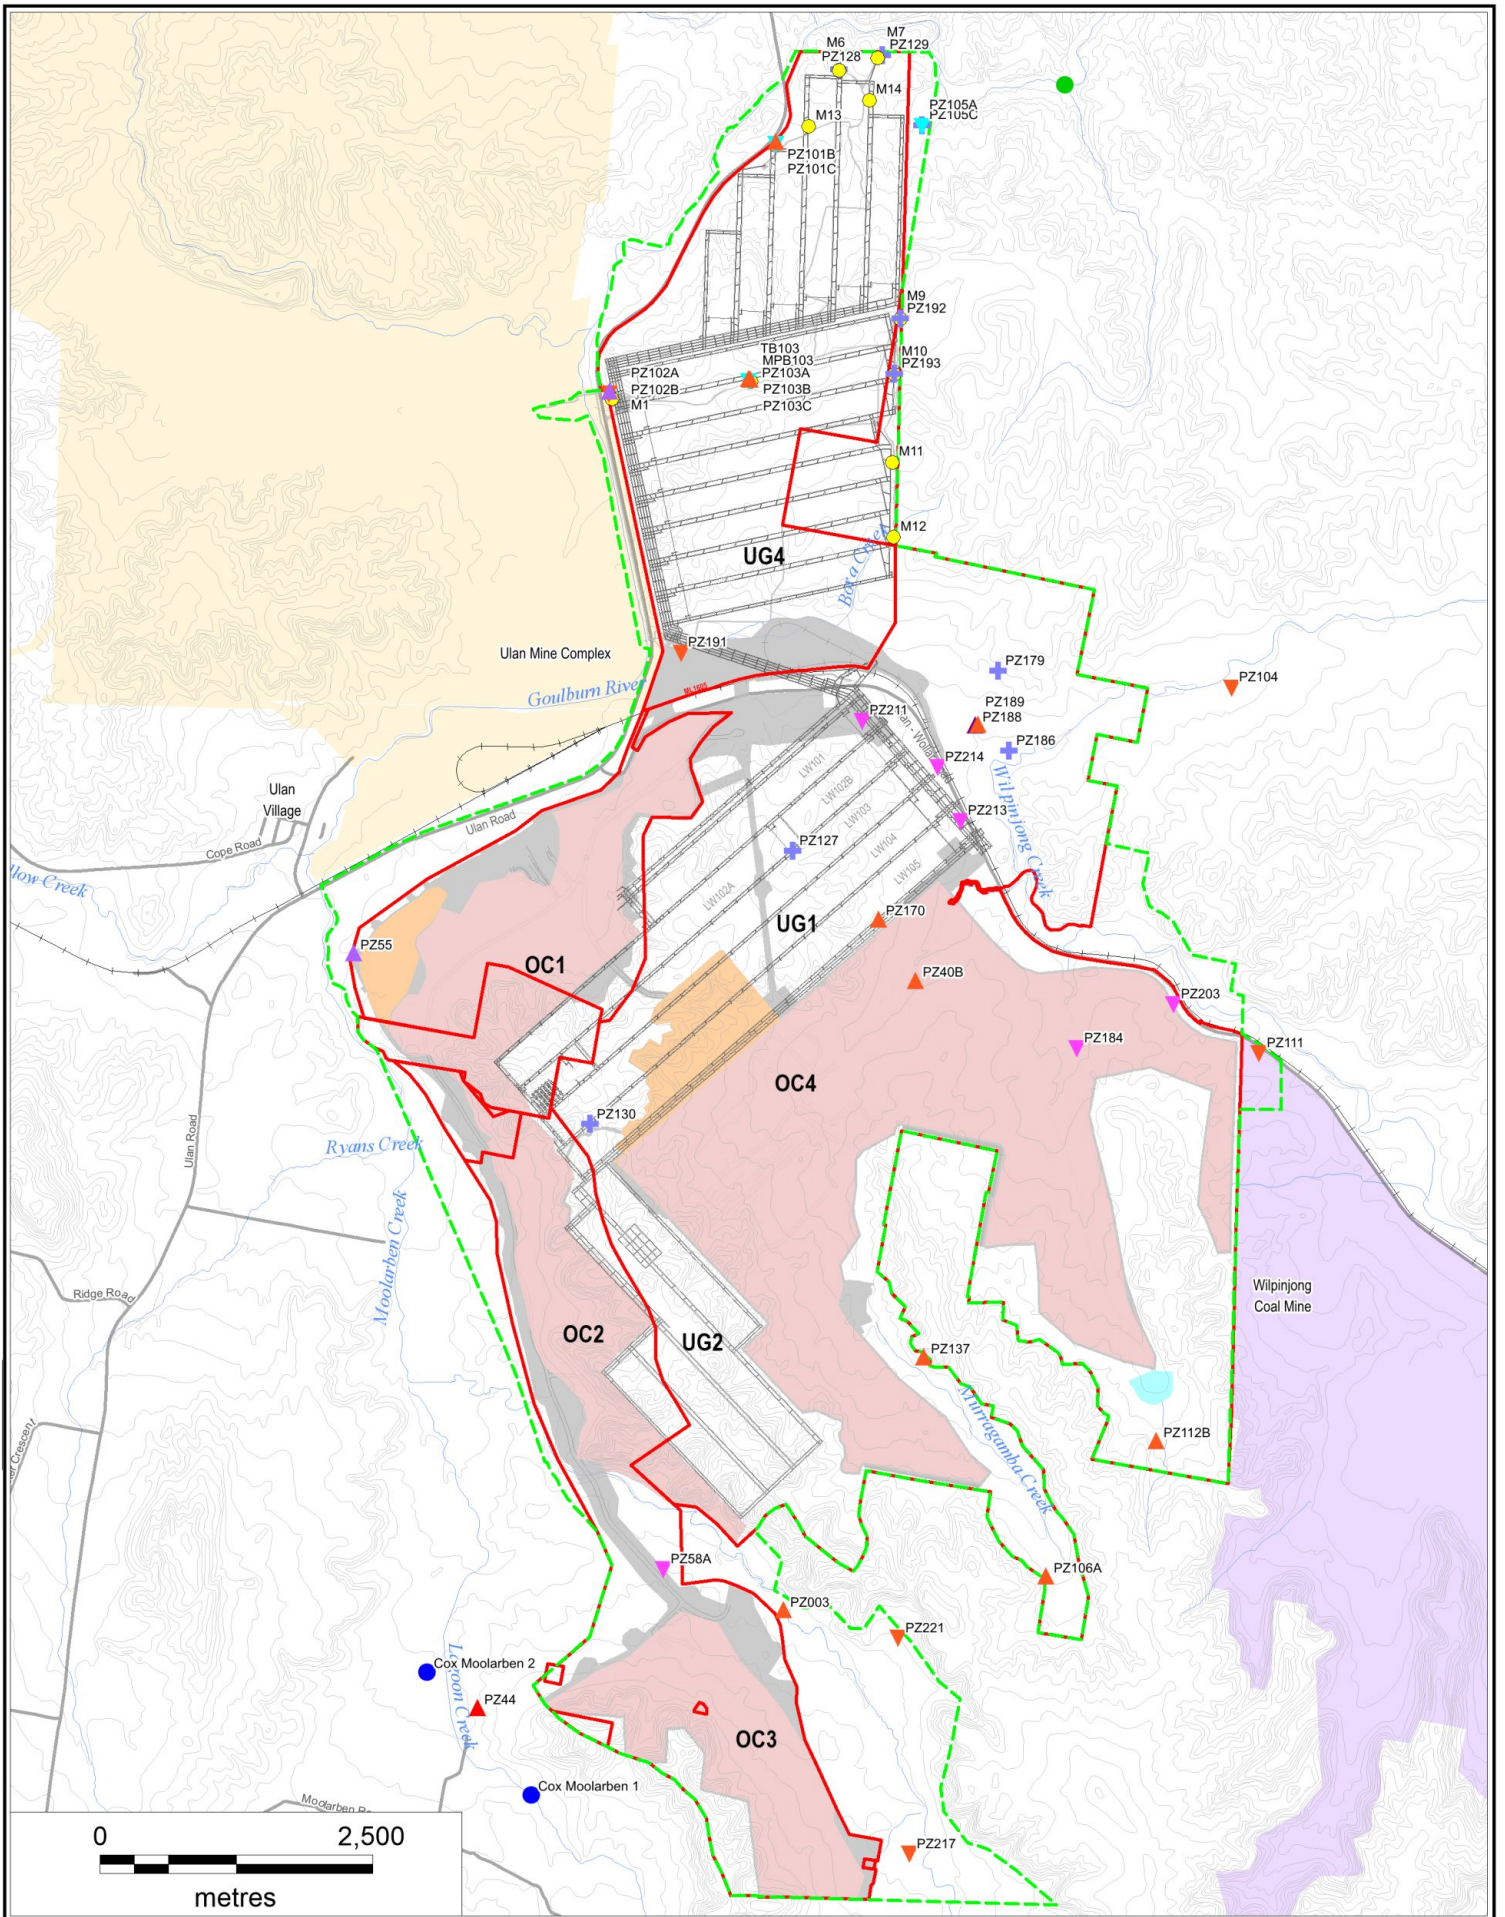 M7
M6
PZ129
PZ128
M14
PZ105A
PZ105C
M13
PZ101B
PZ101C
M9
PZ192
TB103
MPB103
M10
PZ193
PZ102A
PZ103A
PZ102B
PZ103B
M1
PZ103C
M11
M12
Bora Creek
UG4
PZ191
Ulan Mine Complex
PZ179
Goulburn River
ML 1605
PZ104
PZ189
PZ211
PZ188
PZ186
PZ214
LW101
LW102B
Wilpinjong Creek
Ulan
Village
LW103
PZ213
Ulan Road
Cope Road
PZ127
LW104
LW105
LW102A
PZ170
UG1
PZ55
OC1
PZ40B
PZ203
PZ184
PZ111
OC4
PZ130
Ulan Road
Ryans Creek
Moolarben Creek
Ridge Road
Wilpinjong
Coal Mine
OC2
UG2
PZ137
Murragamba Creek
PZ112B
Crescent
PZ58A
PZ106A
PZ003
PZ221
Cox Moolarben 2
Lagoon Creek
PZ44
OC3
Cox Moolarben 1
Moolarben
PZ217
0 2,500
metres